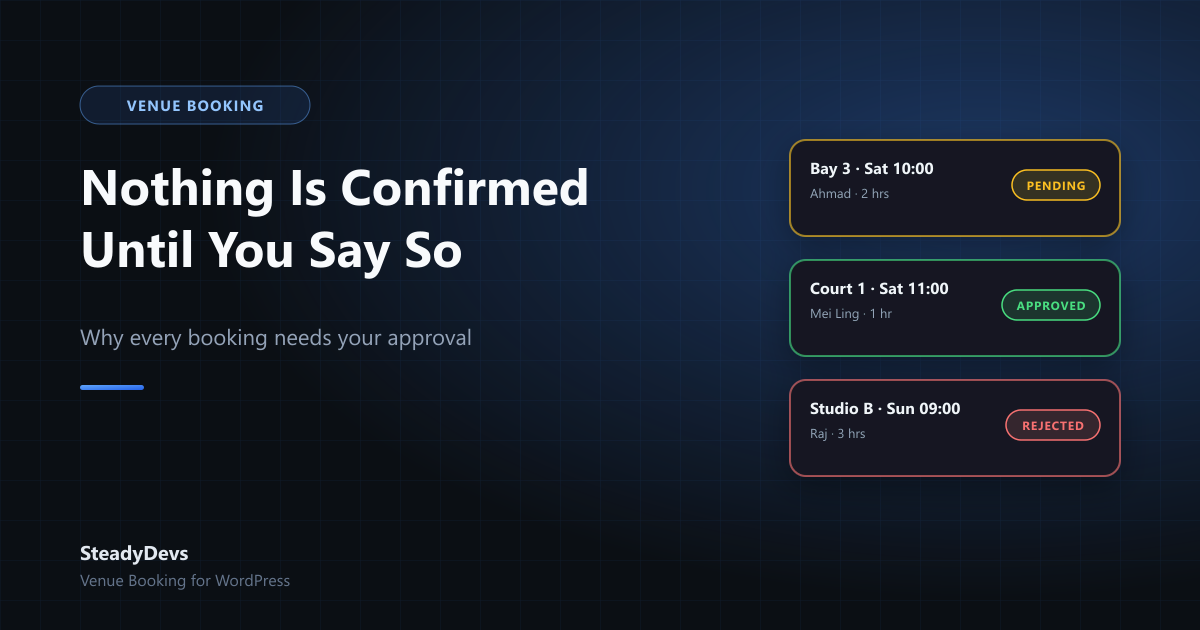 VENUE BOOKING
Nothing Is Confirmed
Until You Say So
Why every booking needs your approval
Bay 3 · Sat 10:00
Ahmad · 2 hrs
PENDING
Court 1 · Sat 11:00
Mei Ling · 1 hr
APPROVED
Studio B · Sun 09:00
Raj · 3 hrs
REJECTED
SteadyDevs
Venue Booking for WordPress